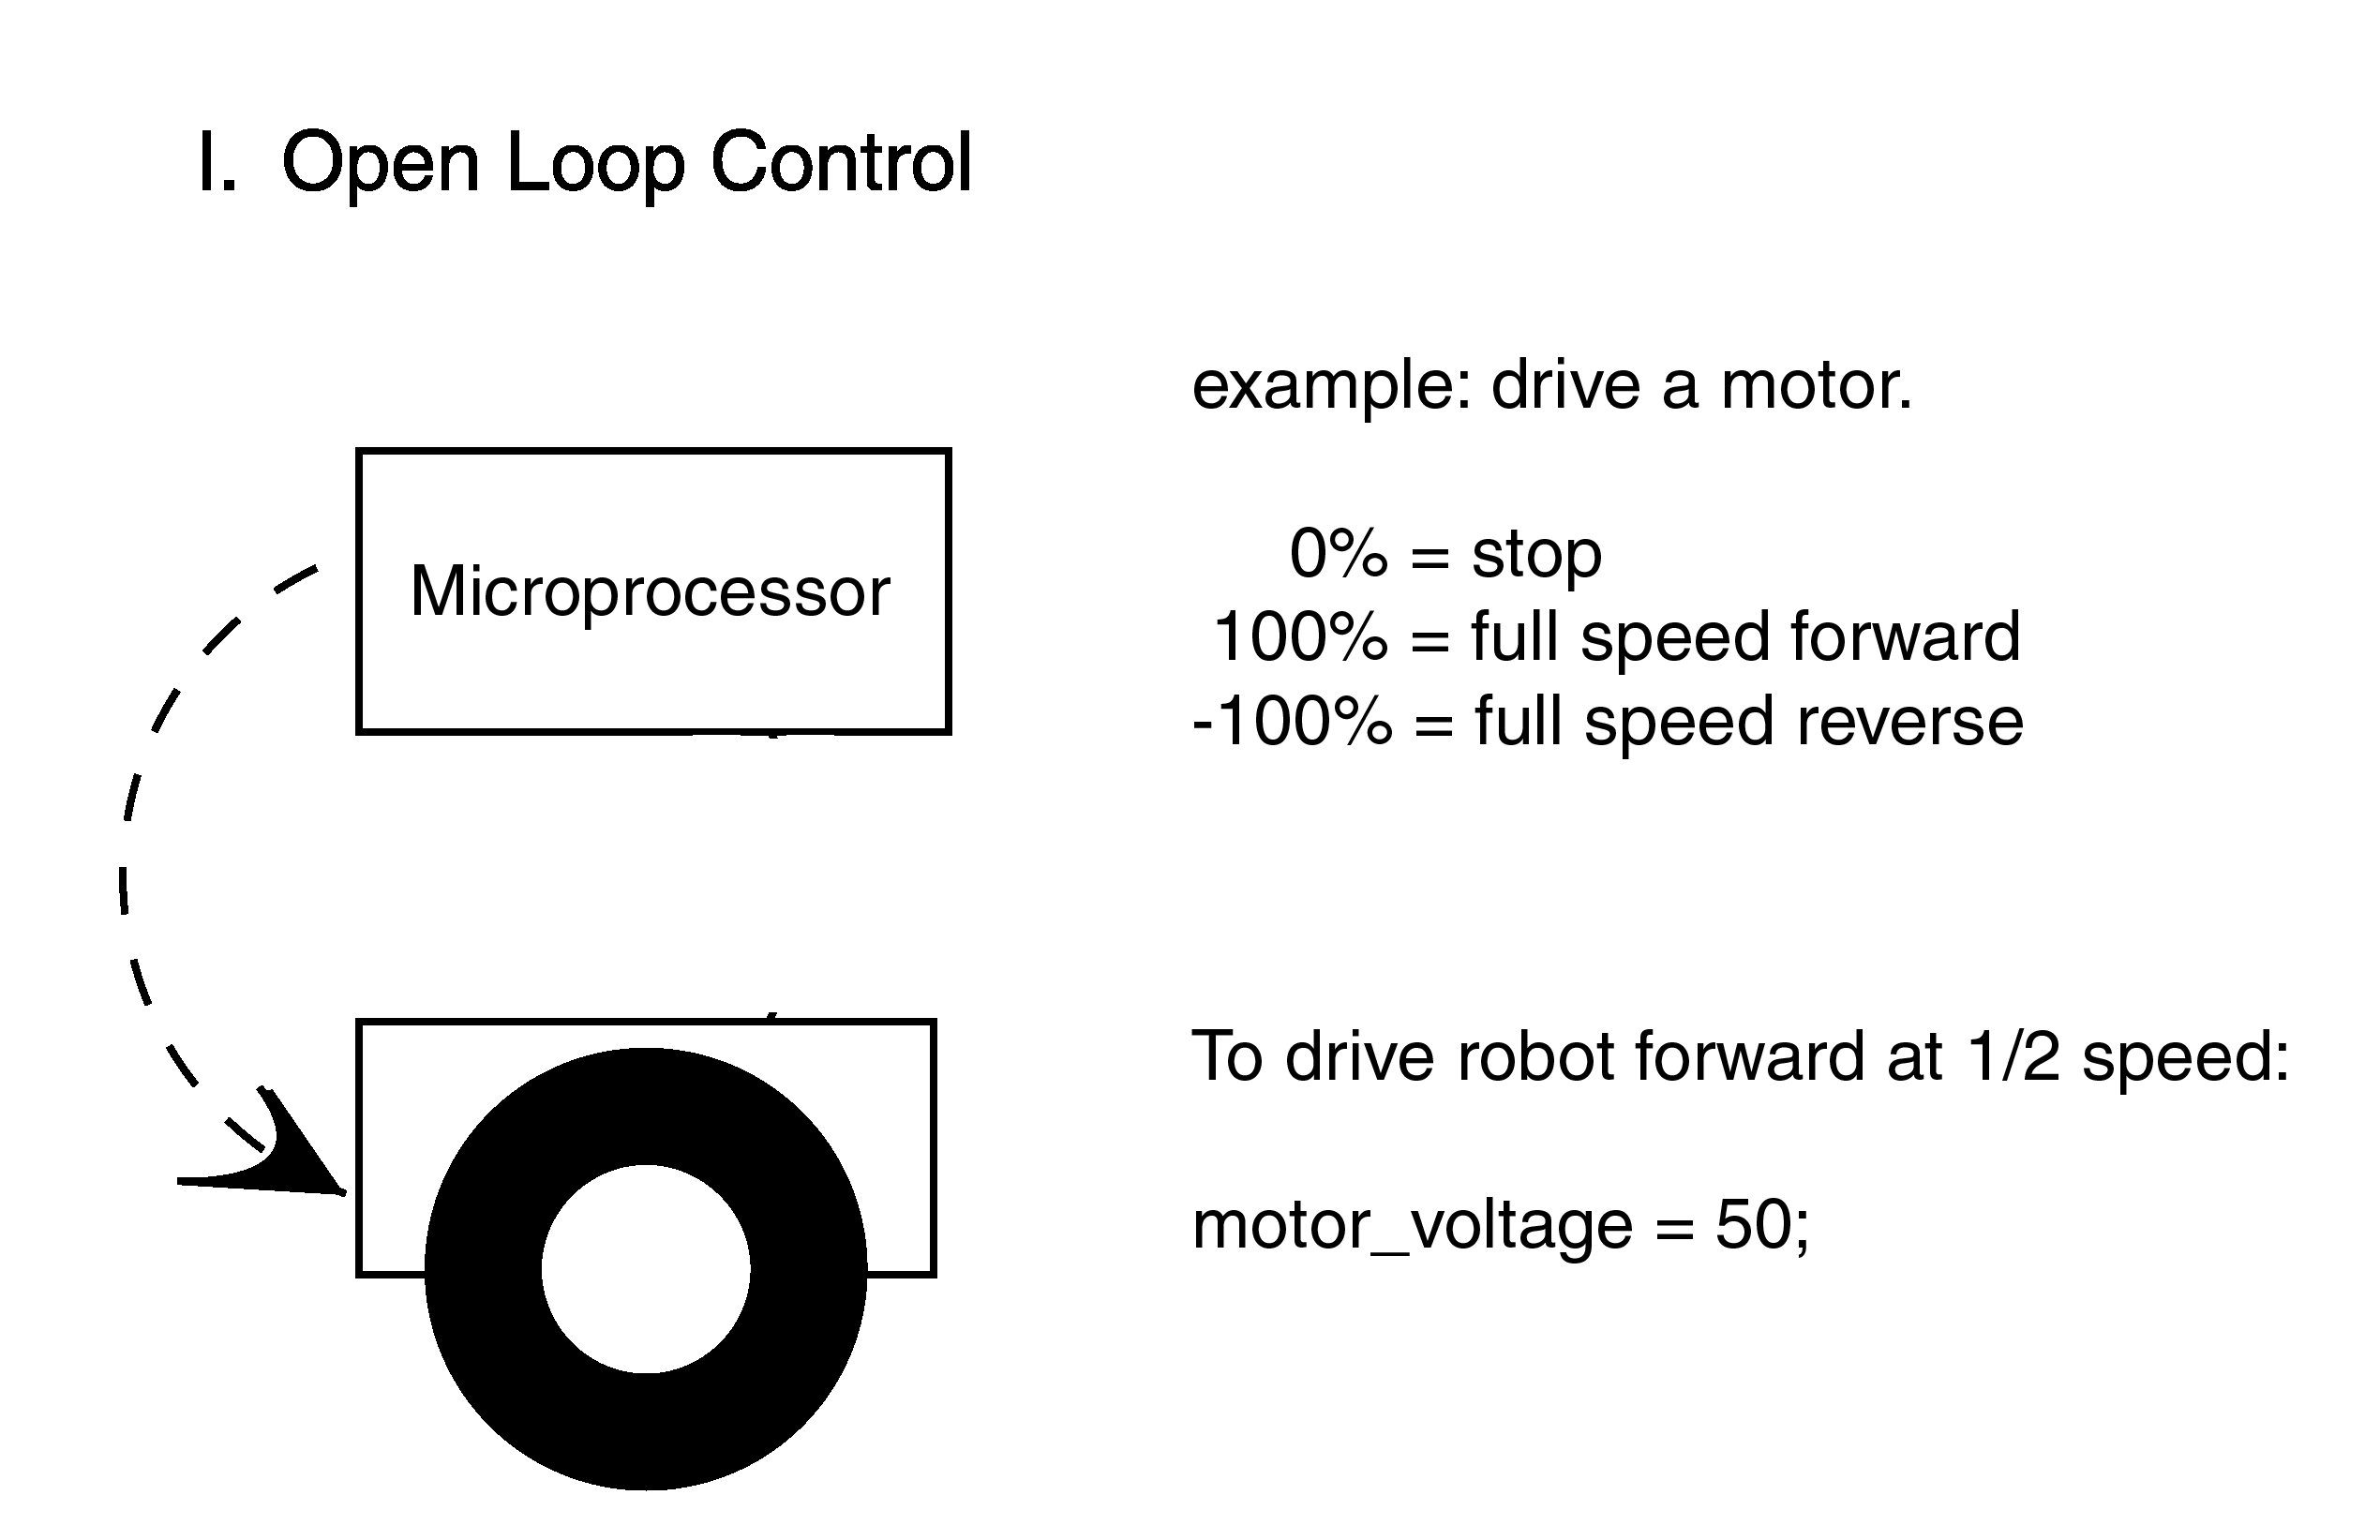 I. Open Loop Control
Microprocessor
example: drive a motor.
0% = stop
100% = full speed forward
-100% = full speed reverse
To drive robot forward at 1/2 speed:
motor_voltage = 50;